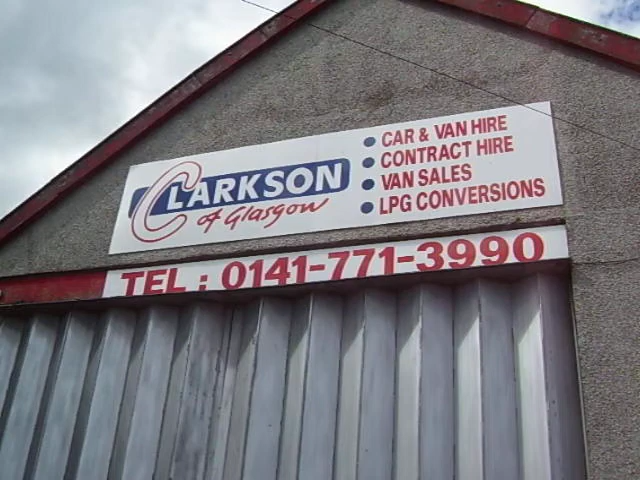 CLARKSON
of Glasgow
• CAR & VAN HIRE
• CONTRACT HIRE
• VAN SALES
• LPG CONVERSIONS
TEL : 0141-771-3990